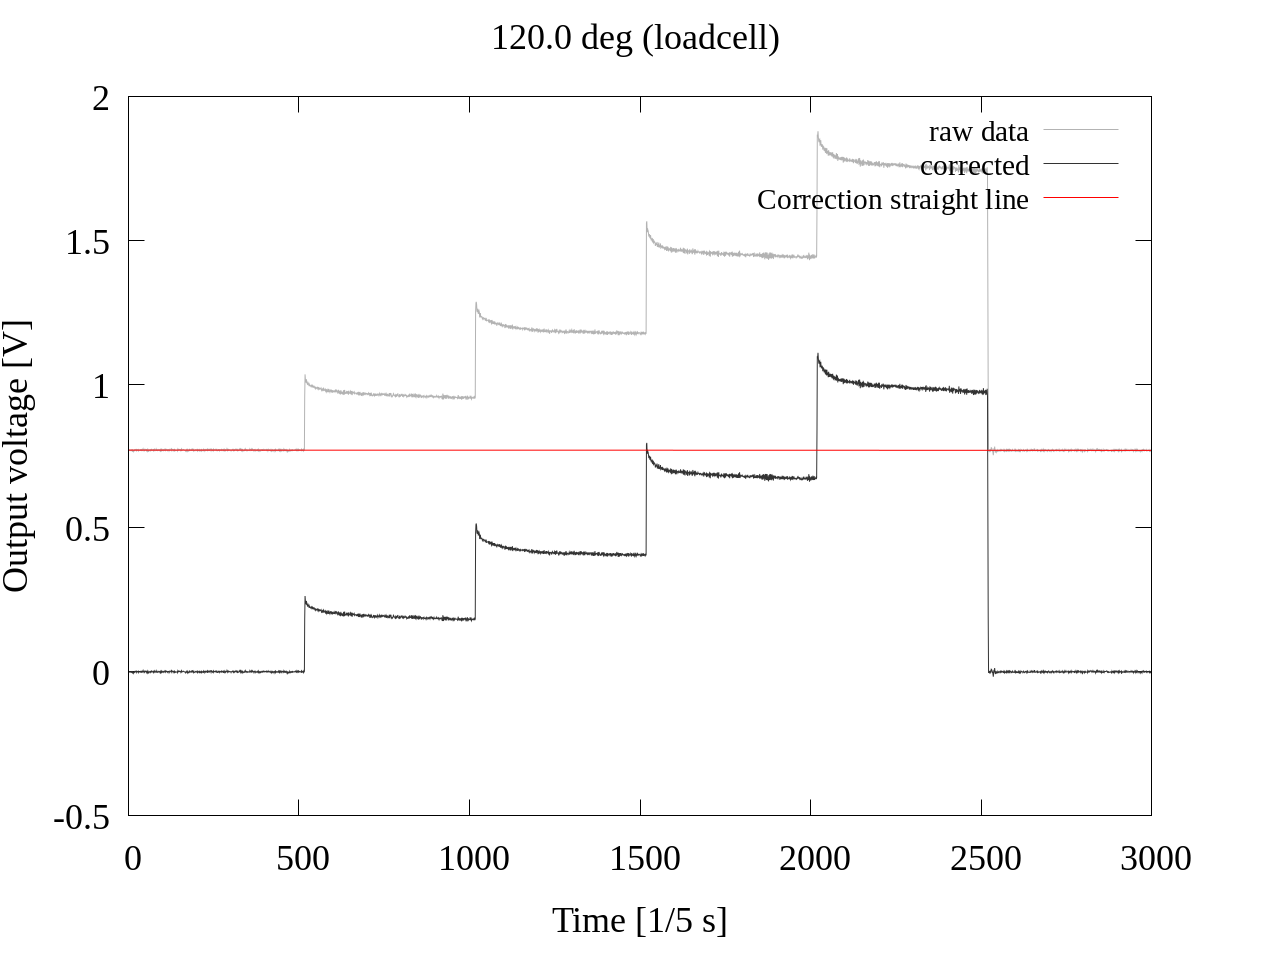 120.0 deg (loadcell)
2
1.5
1
0.5
0
-0.5
Output voltage [V]
raw data
corrected
Correction straight line
0 500 1000 1500 2000 2500 3000
Time [1/5 s]